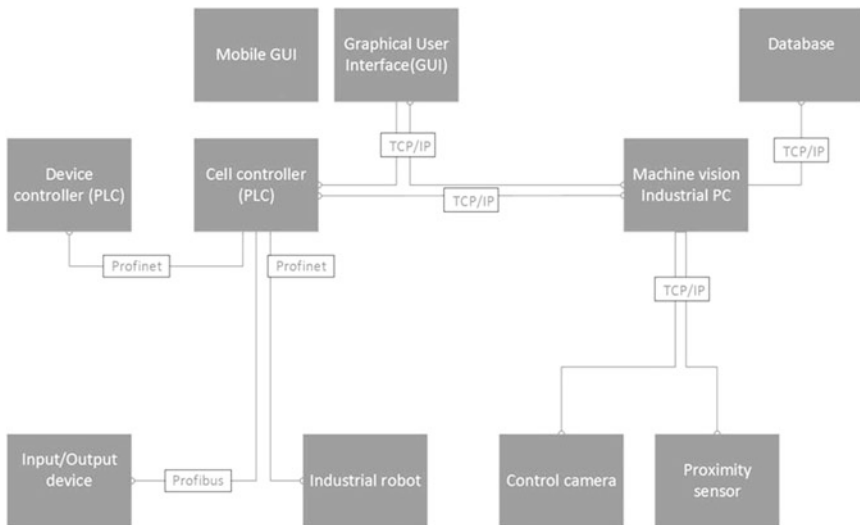 Mobile GUI
Graphical User
Interface(GUI)
Database
TCP/IP
TCP/IP
Device
controller (PLC)
Cell controller
(PLC)
Machine vision
Industrial PC
TCP/IP
Profinet
Profinet
TCP/IP
Input/Output
device
Profibus
Industrial robot
Control camera
Proximity
sensor